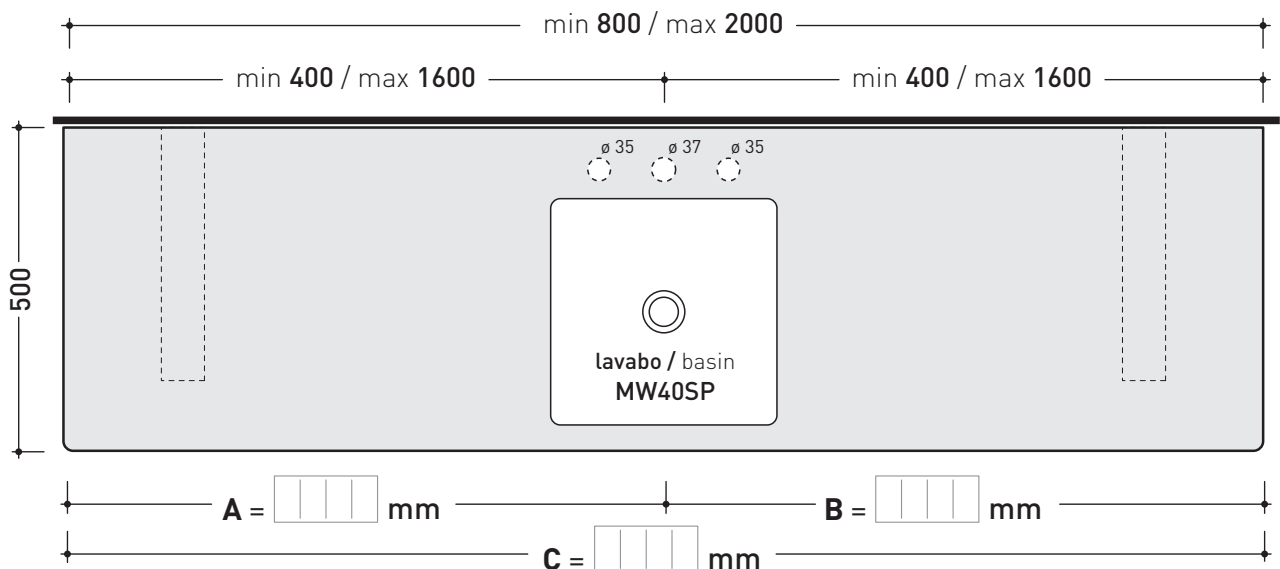 min 800 / max 2000
min 400 / max 1600
min 400 / max 1600
ø 35
ø 37
ø 35
500
lavabo / basin
MW40SP
A = mm
B = mm
C = mm